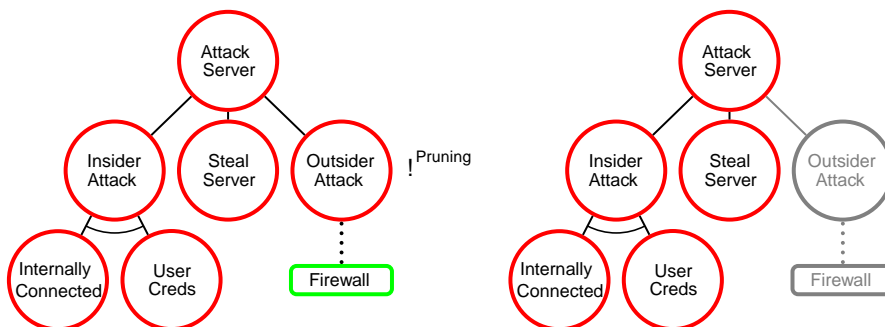 Attack
Server
Insider
Attack
Steal
Server
Outsider
Attack
!Pruning
Internally
Connected
User
Creds
Firewall
Attack
Server
Insider
Attack
Steal
Server
Outsider
Attack
Internally
Connected
User
Creds
Firewall